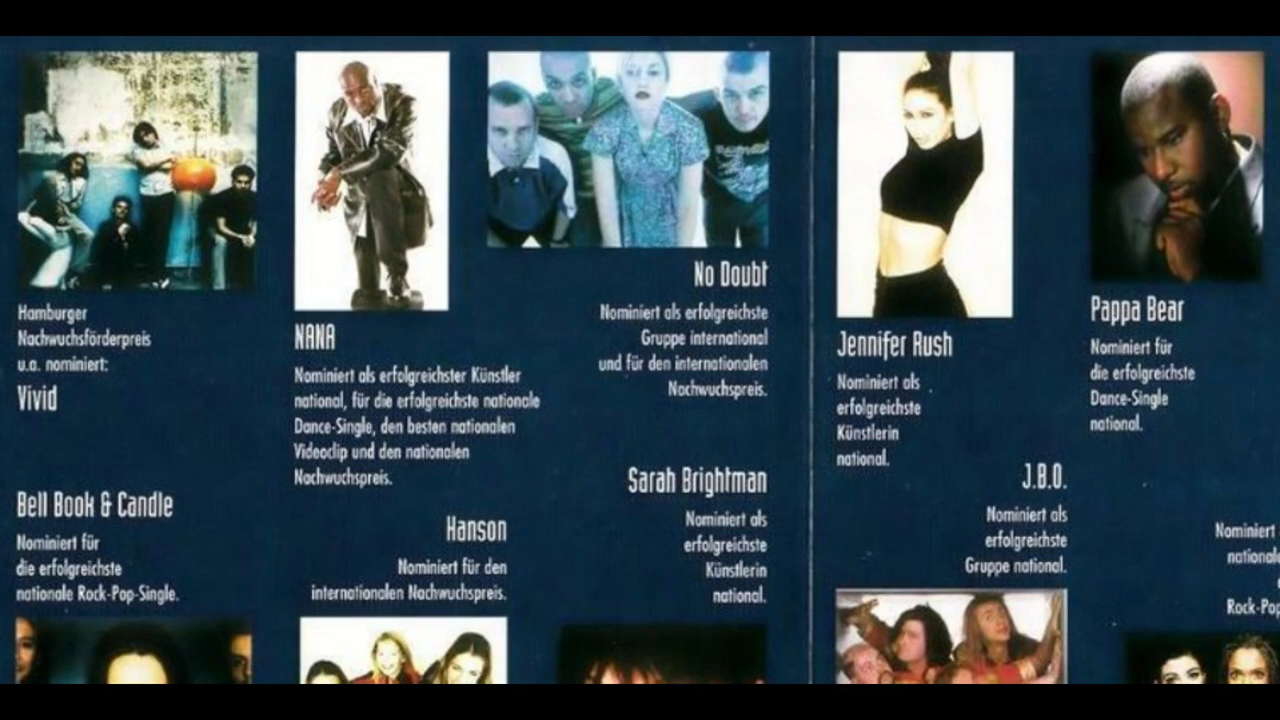 Hamburger
Nachwuchsförderpreis
u.a. nominiert:
Vivid
Bell Book & Candle
Nominiert für
die erfolgreichste
nationale Rock-Pop-Single.
NANA
Nominiert als erfolgreichster Künstler
national, für die erfolgreichste nationale
Dance-Single, den besten nationalen
Videoclip und den nationalen
Nachwuchspreis.
Hanson
Nominiert für den
internationalen Nachwuchspreis.
No Doubt
Nominiert als erfolgreichste
Gruppe international
und für den internationalen
Nachwuchspreis.
Sarah Brightman
Nominiert als
erfolgreichste
Künstlerin
national.
Jennifer Rush
Nominiert als
erfolgreichste
Künstlerin
national.
J.B.O.
Nominiert als
erfolgreichste
Gruppe national.
Pappa Bear
Nominiert für
die erfolgreichste
Dance-Single
national.
Nominiert
nationale
Rock-Pop